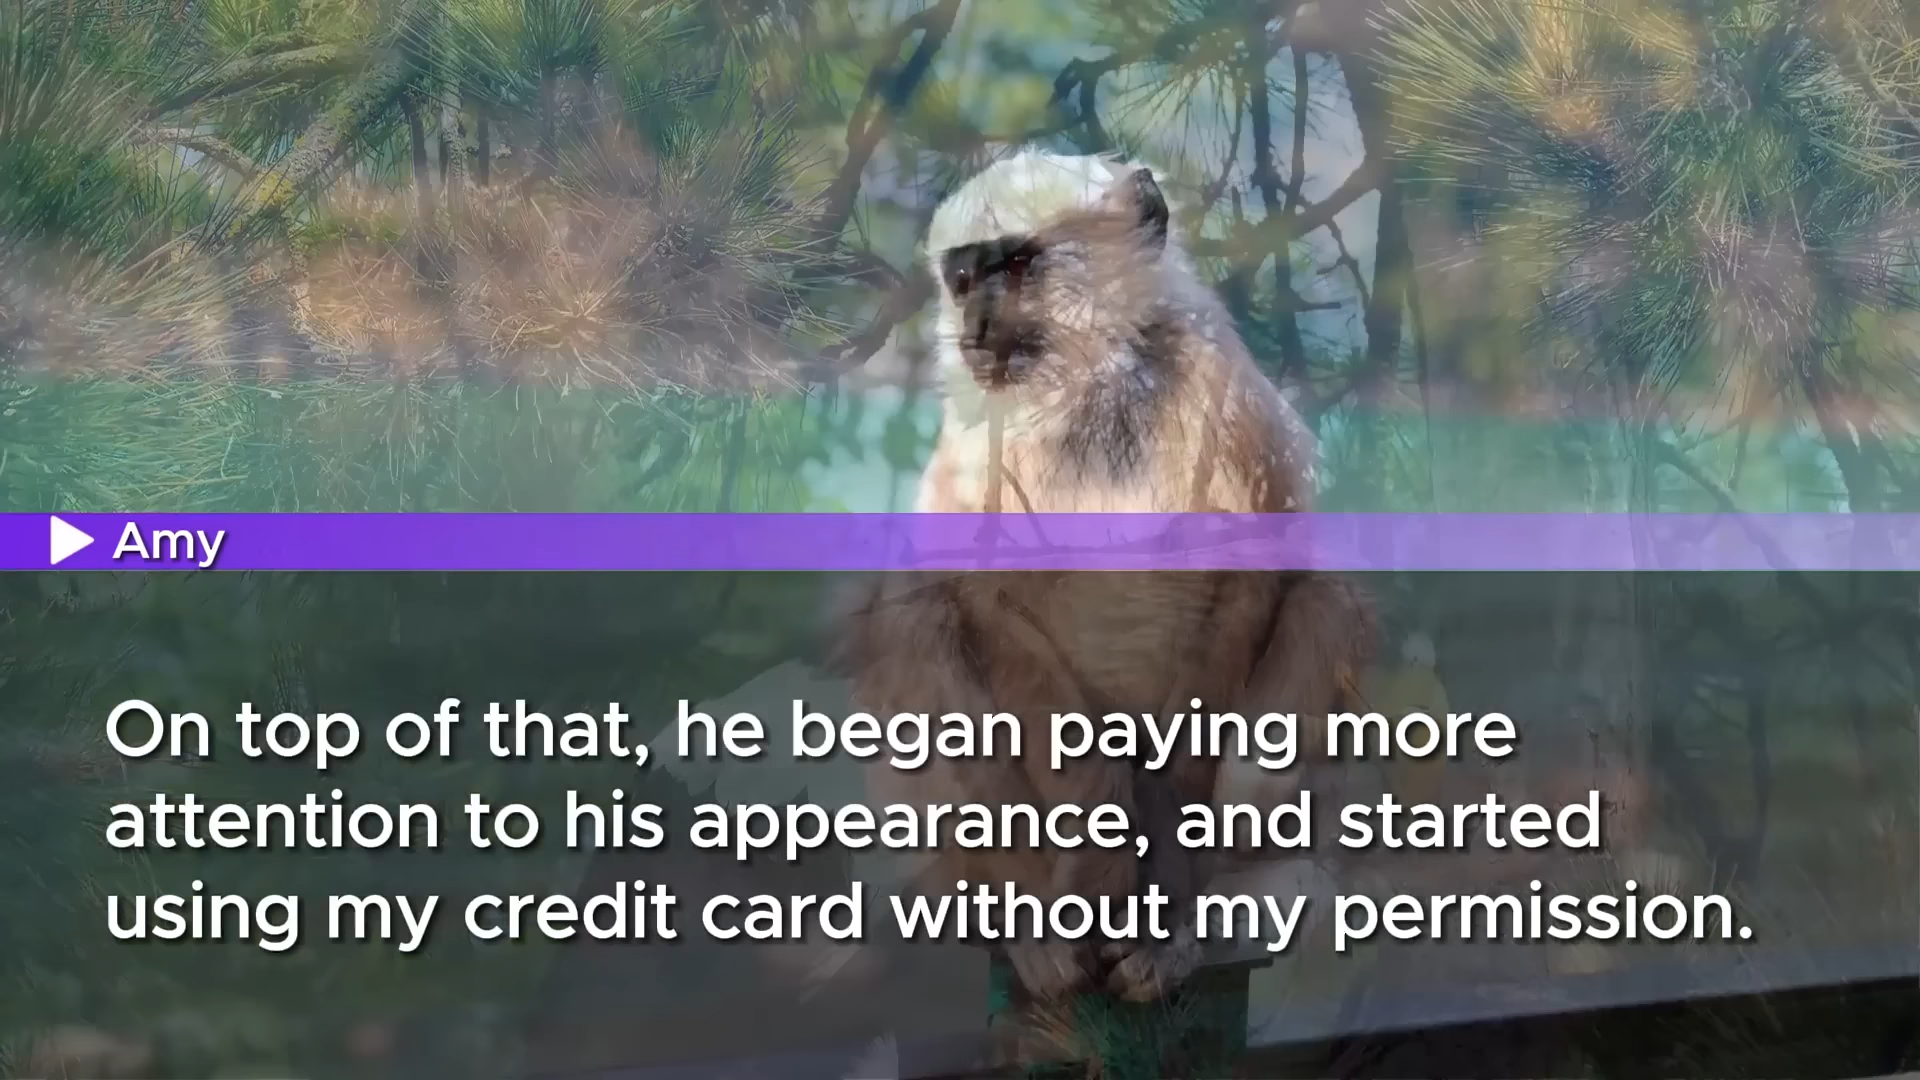 Amy
On top of that, he began paying more
attention to his appearance, and started
using my credit card without my permission.